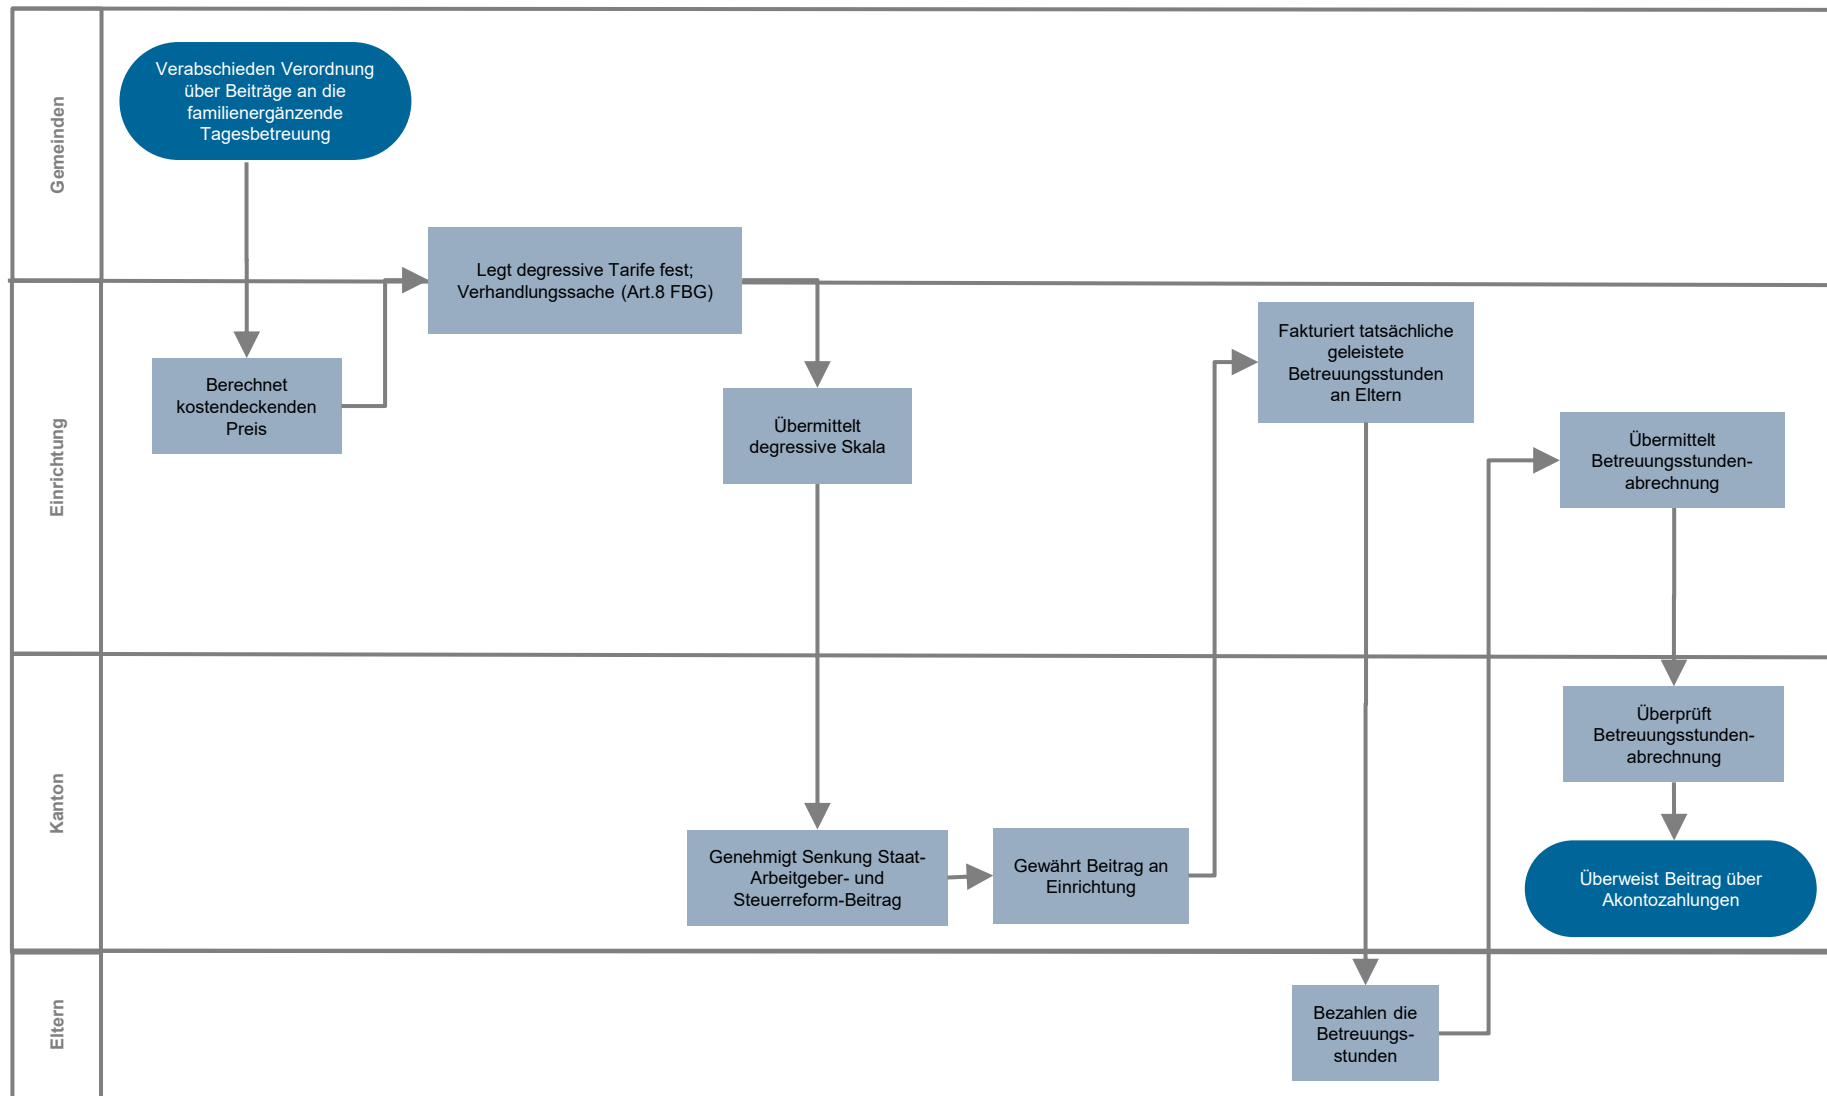 Gemeinden
Verabschieden Verordnung
über Beiträge an die
familienergänzende
Tagesbetreuung
Legt degressive Tarife fest;
Verhandlungssache (Art.8 FBG)
Einrichtung
Berechnet
kostendeckenden
Preis
Übermittelt
degressive Skala
Fakturiert tatsächliche
geleistete
Betreuungsstunden
an Eltern
Übermittelt
Betreuungsstunden-
abrechnung
Kanton
Genehmigt Senkung Staat-
Arbeitgeber- und
Steuerreform-Beitrag
Gewährt Beitrag an
Einrichtung
Überprüft
Betreuungsstunden-
abrechnung
Überweist Beitrag über
Akontozahlungen
Eltern
Bezahlen die
Betreuungs-
stunden